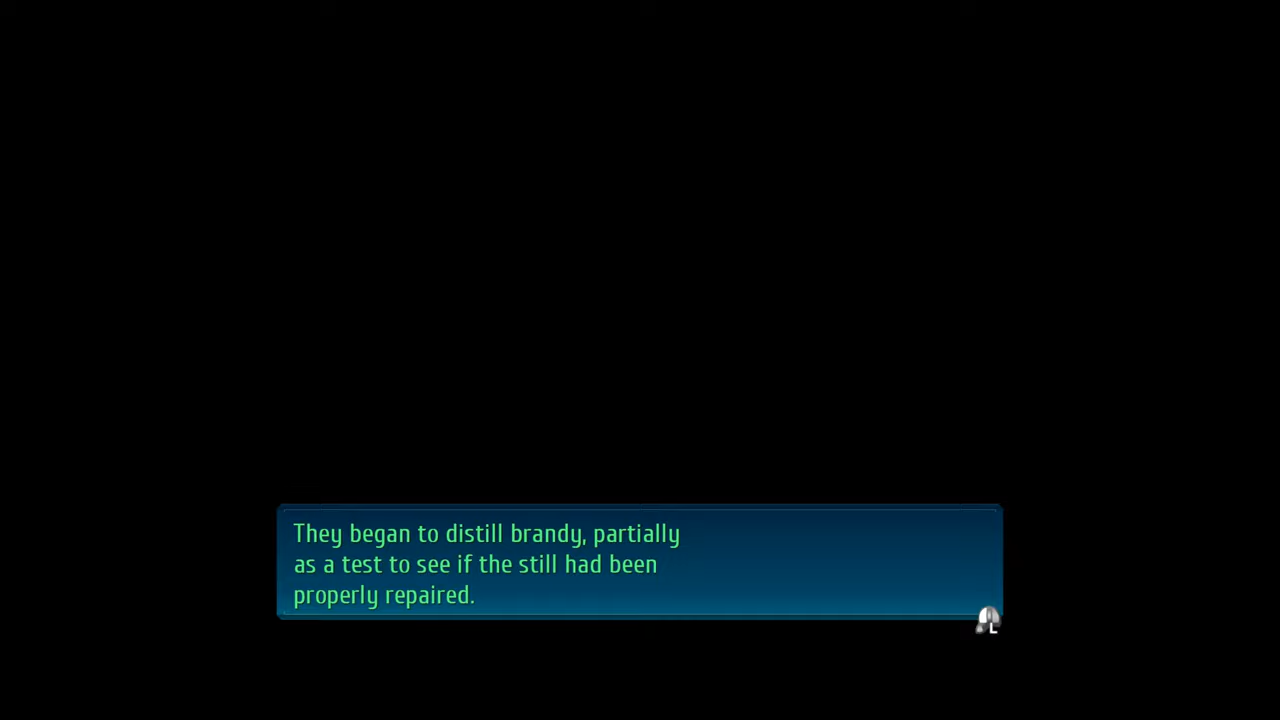 They began to distill brandy, partially
as a test to see if the still had been
properly repaired.
L